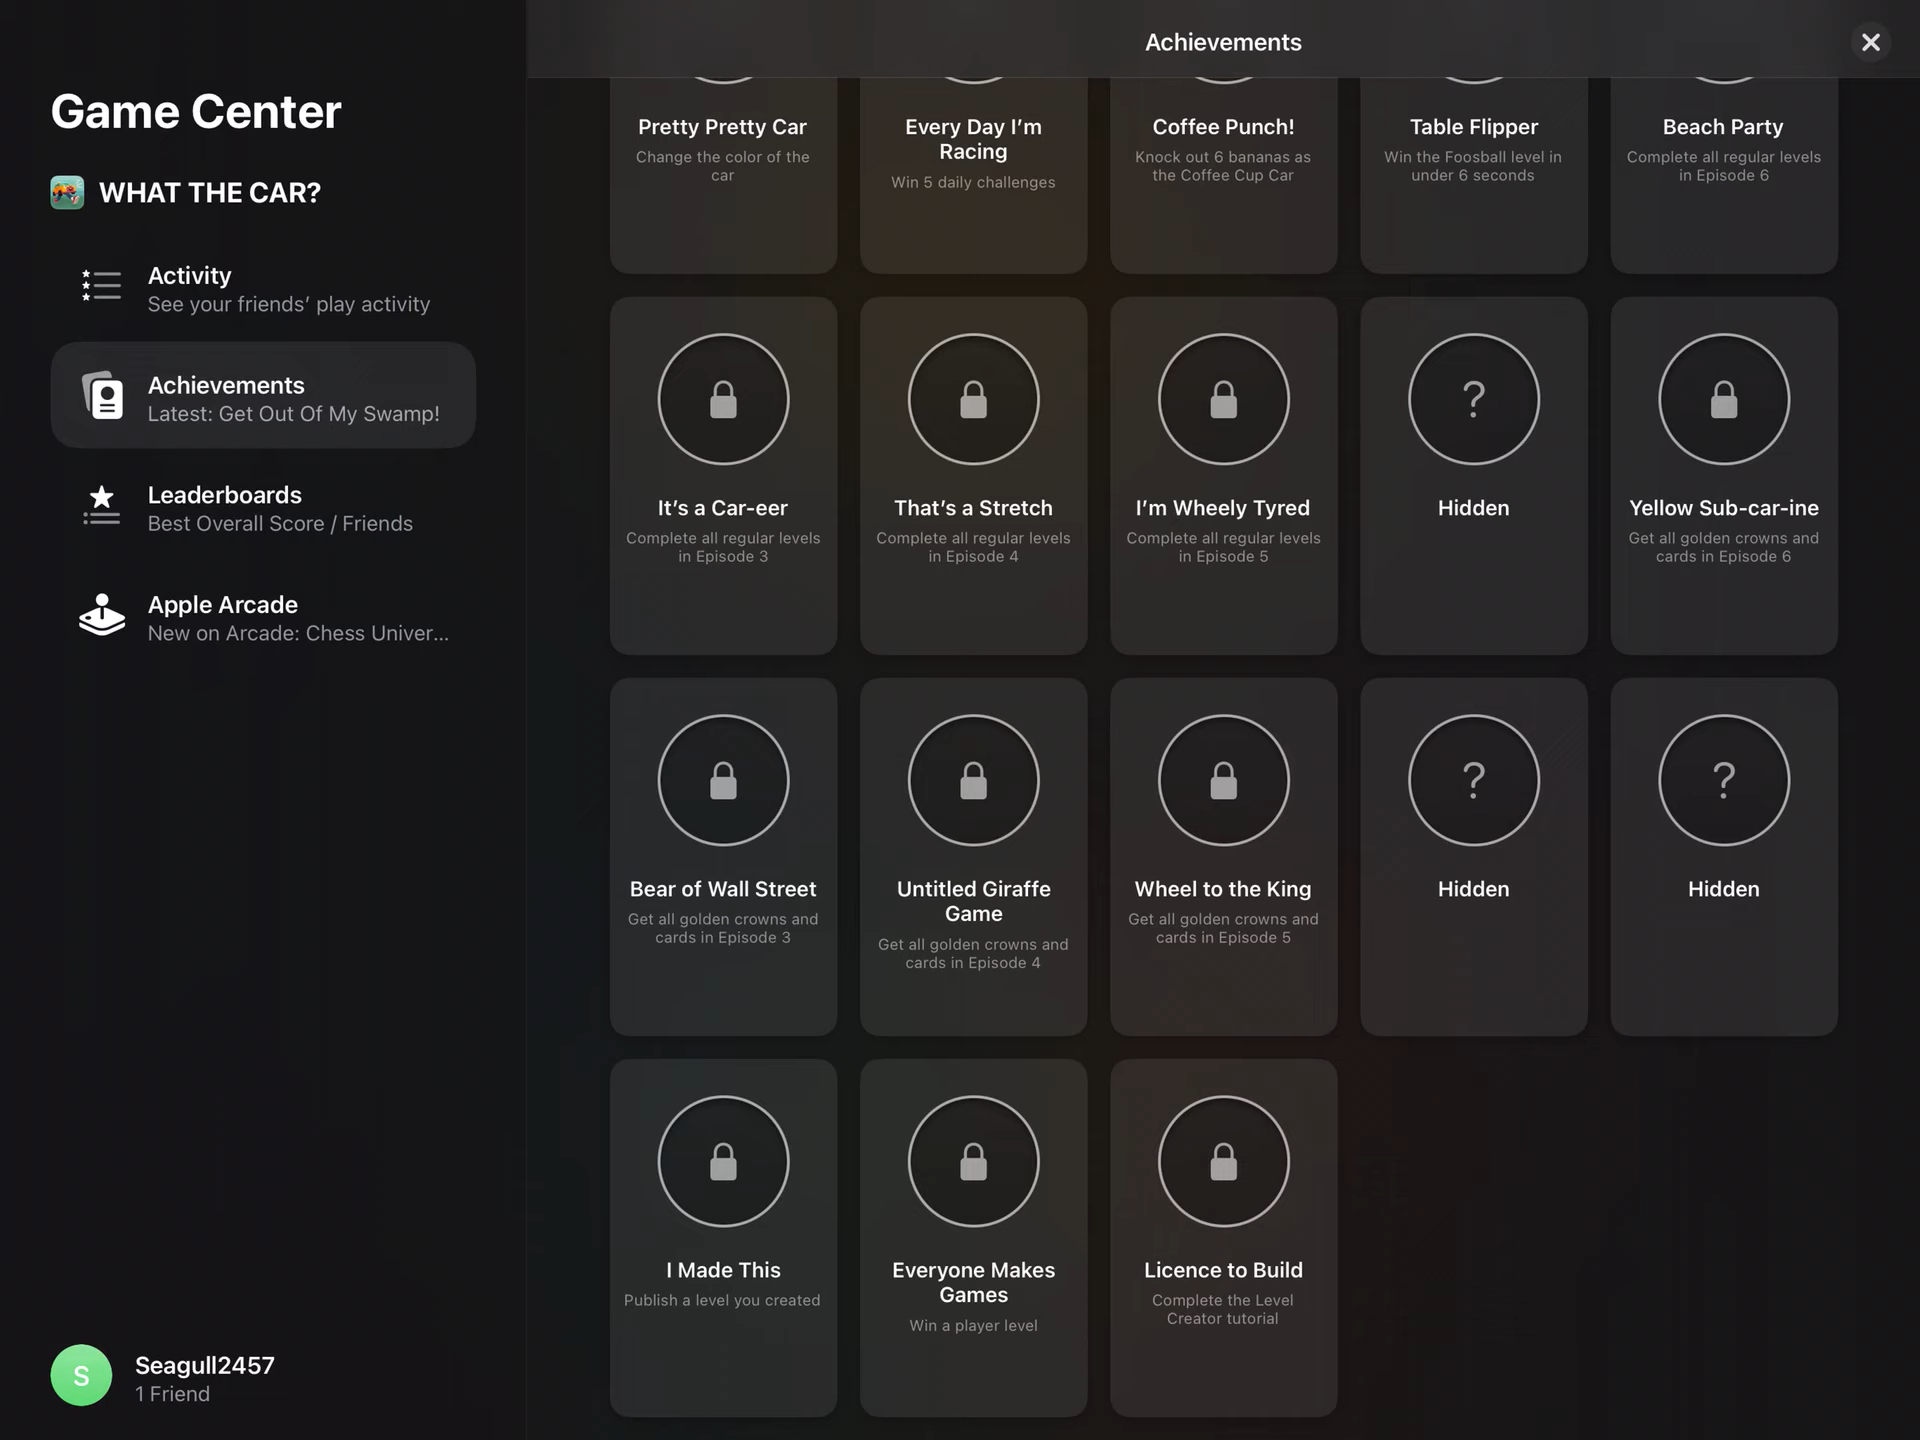 Achievements
Game Center
WHAT THE CAR?
Activity
See your friends’ play activity
Achievements
Latest: Get Out Of My Swamp!
Leaderboards
Best Overall Score / Friends
Apple Arcade
New on Arcade: Chess Univer...
Seagull2457
1 Friend
S
Pretty Pretty Car
Change the color of the
car
Every Day I’m
Racing
Win 5 daily challenges
Coffee Punch!
Knock out 6 bananas as
the Coffee Cup Car
Table Flipper
Win the Foosball level in
under 6 seconds
Beach Party
Complete all regular levels
in Episode 6
It’s a Car-eer
Complete all regular levels
in Episode 3
That’s a Stretch
Complete all regular levels
in Episode 4
I’m Wheely Tyred
Complete all regular levels
in Episode 5
?
Hidden
Yellow Sub-car-ine
Get all golden crowns and
cards in Episode 6
Bear of Wall Street
Get all golden crowns and
cards in Episode 3
Untitled Giraffe
Game
Get all golden crowns and
cards in Episode 4
Wheel to the King
Get all golden crowns and
cards in Episode 5
?
Hidden
?
Hidden
I Made This
Publish a level you created
Everyone Makes
Games
Win a player level
Licence to Build
Complete the Level
Creator tutorial